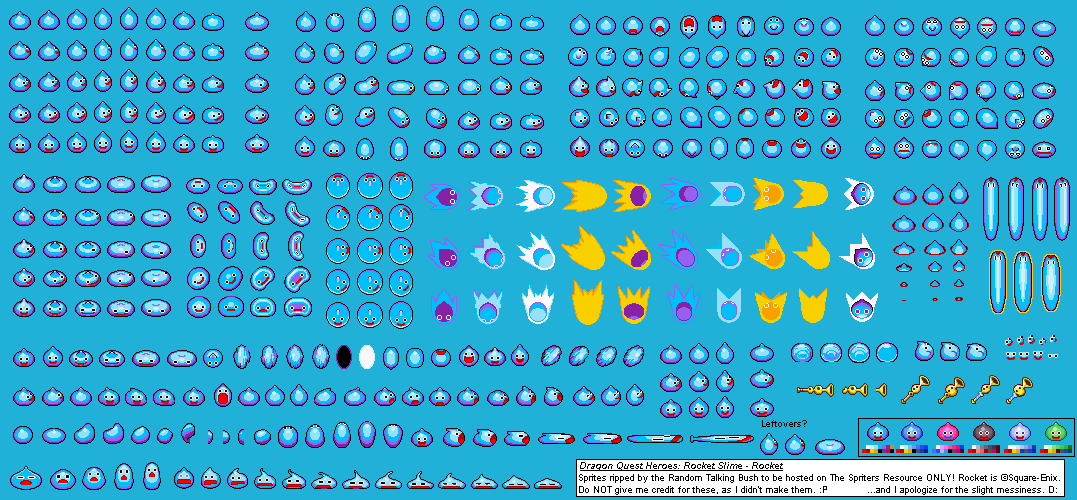 Leftovers?
Dragon Quest Heroes: Rocket Slime - Rocket
Sprites ripped by the Random Talking Bush to be hosted on The Spriters Resource ONLY! Rocket is ©Square-Enix.
Do NOT give me credit for these, as I didn't make them. :P ...and I apologize for the slight messiness. D: